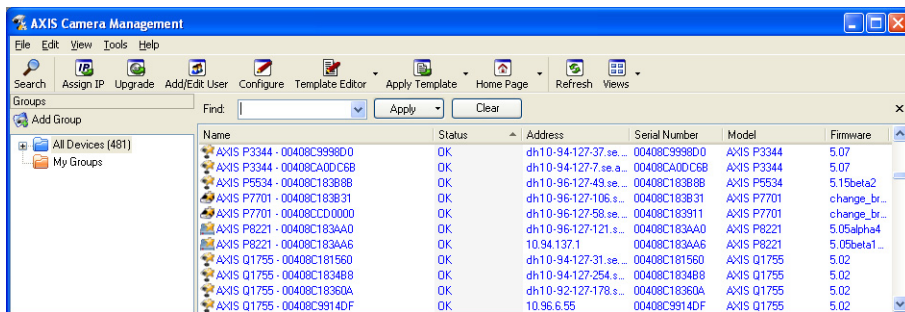 AXIS Camera Management
File Edit View Tools Help
Search Assign IP Upgrade Add/Edit User Configure Template Editor Apply Template Home Page Refresh Views
Groups
Find: Apply Clear
Add Group
All Devices (481)
My Groups
Name Status Address Serial Number Model Firmware
AXIS P3344 - 00408C9998D0 OK dh10-94-127-37.se.... 00408C9998D0 AXIS P3344 5.07
AXIS P3344 - 00408CA0DC6B OK dh10-94-127-7.se.a... 00408CA0DC6B AXIS P3344 5.07
AXIS P5534 - 00408C183B8B OK dh10-96-127-49.se.... 00408C183B8B AXIS P5534 5.15beta2
AXIS P7701 - 00408C183B31 OK dh10-96-127-106.s... 00408C183B31 AXIS P7701 change_br...
AXIS P7701 - 00408CCD0000 OK dh10-96-127-58.se.... 00408C183911 AXIS P7701 change_br...
AXIS P8221 - 00408C183AA0 OK dh10-96-127-121.s... 00408C183AA0 AXIS P8221 5.05alpha4
AXIS P8221 - 00408C183AA6 OK 10.94.137.1 00408C183AA6 AXIS P8221 5.05beta1...
AXIS Q1755 - 00408C181560 OK dh10-94-127-31.se.... 00408C181560 AXIS Q1755 5.02
AXIS Q1755 - 00408C1834B8 OK dh10-94-127-254.s... 00408C1834B8 AXIS Q1755 5.02
AXIS Q1755 - 00408C18360A OK dh10-92-127-178.s... 00408C18360A AXIS Q1755 5.02
AXIS Q1755 - 00408C9914DF OK 10.96.6.55 00408C9914DF AXIS Q1755 5.02